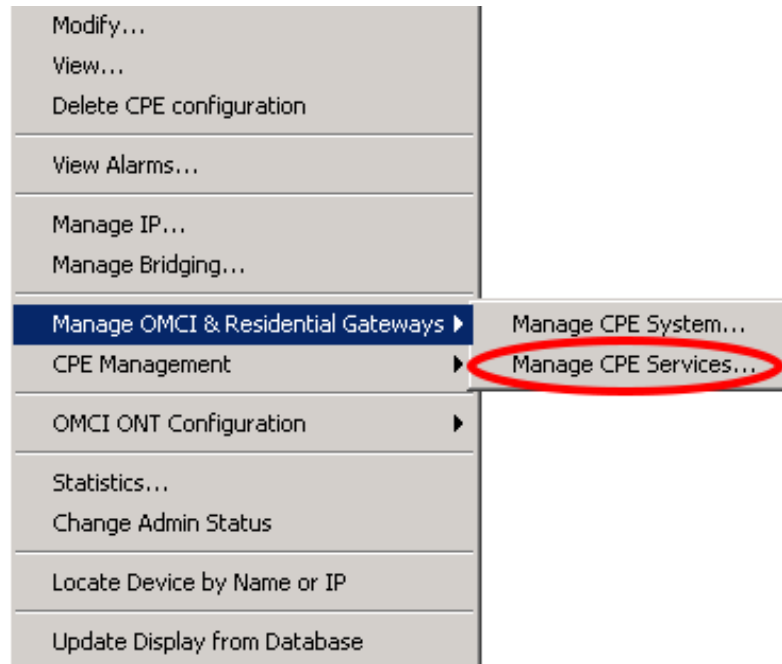 Modify...
View...
Delete CPE configuration
View Alarms...
Manage IP...
Manage Bridging...
Manage OMCI & Residential Gateways
Manage CPE System...
CPE Management
Manage CPE Services...
OMCI ONT Configuration
Statistics...
Change Admin Status
Locate Device by Name or IP
Update Display from Database